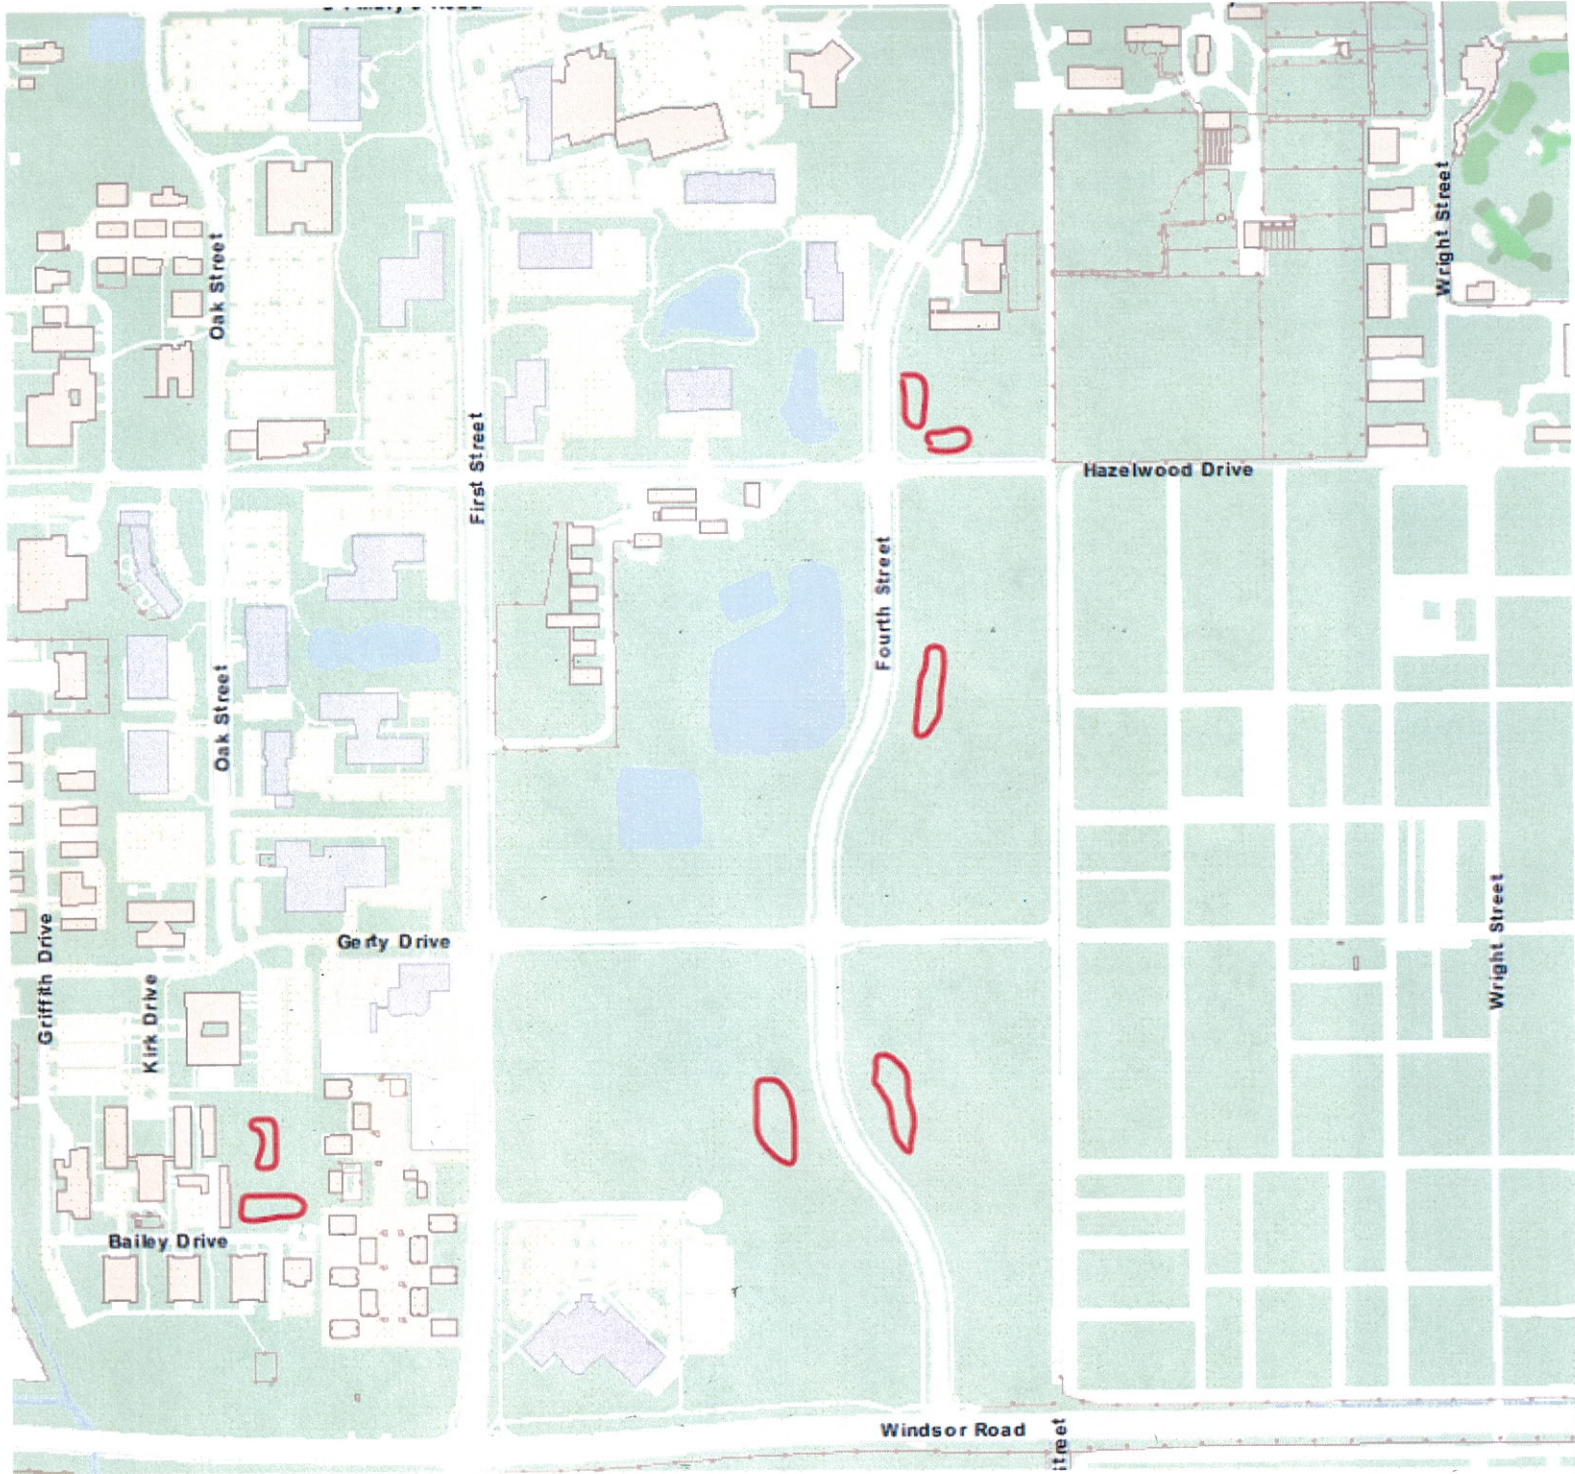 Oak Street
Wright Street
First Street
Hazelwood Drive
Fourth Street
Oak Street
Griffith Drive
Kirk Drive
Gerty Drive
Wright Street
Bailey Drive
Windsor Road